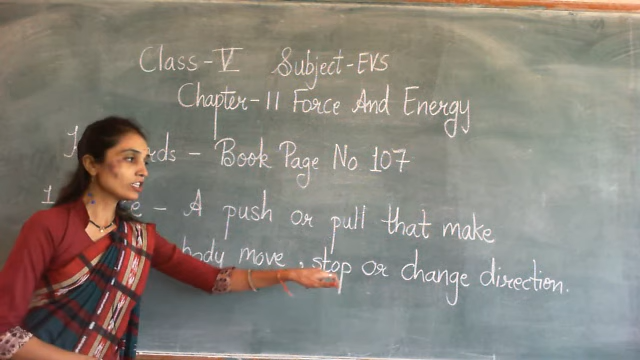 Class-V Subject-EVS
Chapter-11 Force And Energy
Book Page No 107
1 - A push or pull that make
body move, stop or change direction.